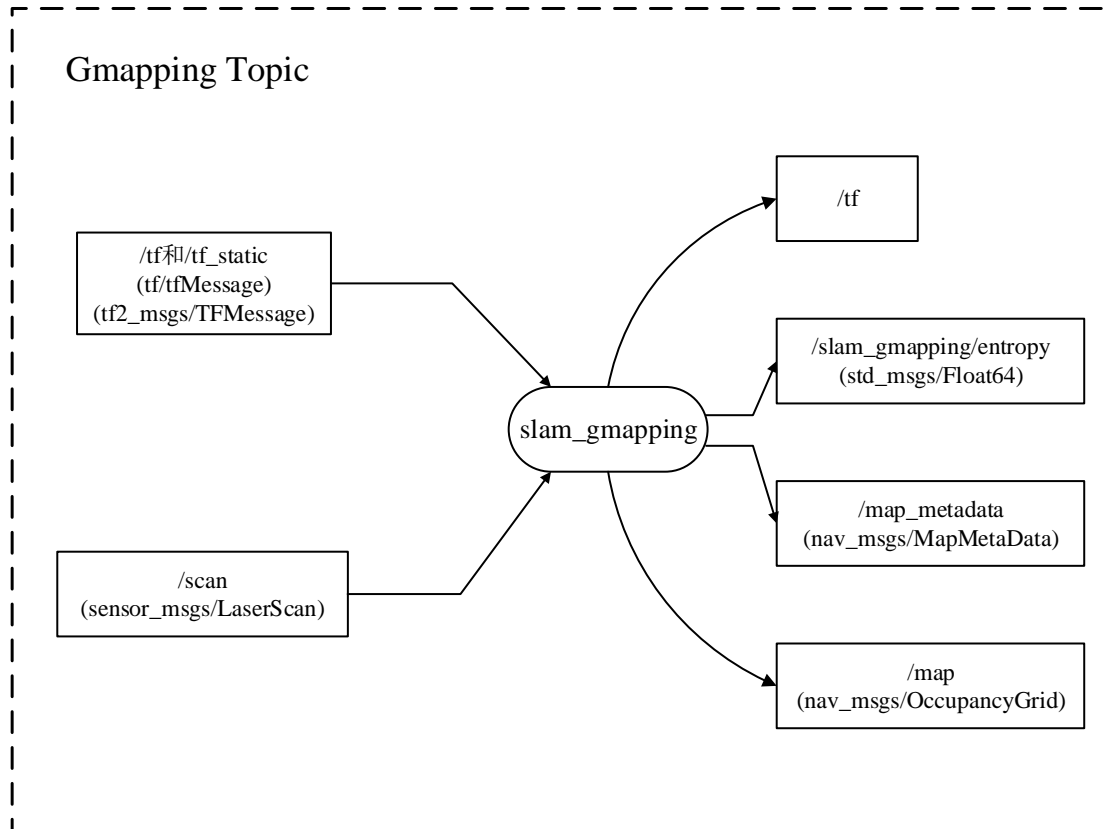 Gmapping Topic
/tf和/tf_static
(tf/tfMessage)
(tf2_msgs/TFMessage)
/scan
(sensor_msgs/LaserScan)
slam_gmapping
/tf
/slam_gmapping/entropy
(std_msgs/Float64)
/map_metadata
(nav_msgs/MapMetaData)
/map
(nav_msgs/OccupancyGrid)